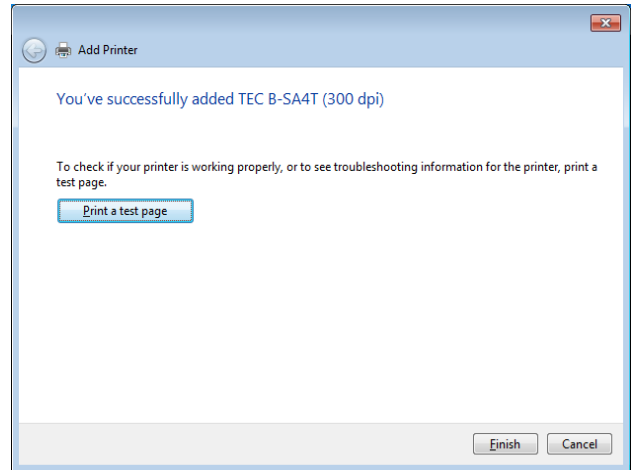 Add Printer
You've successfully added TEC B-SA4T (300 dpi)
To check if your printer is working properly, or to see troubleshooting information for the printer, print a
test page.
Print a test page
Finish Cancel